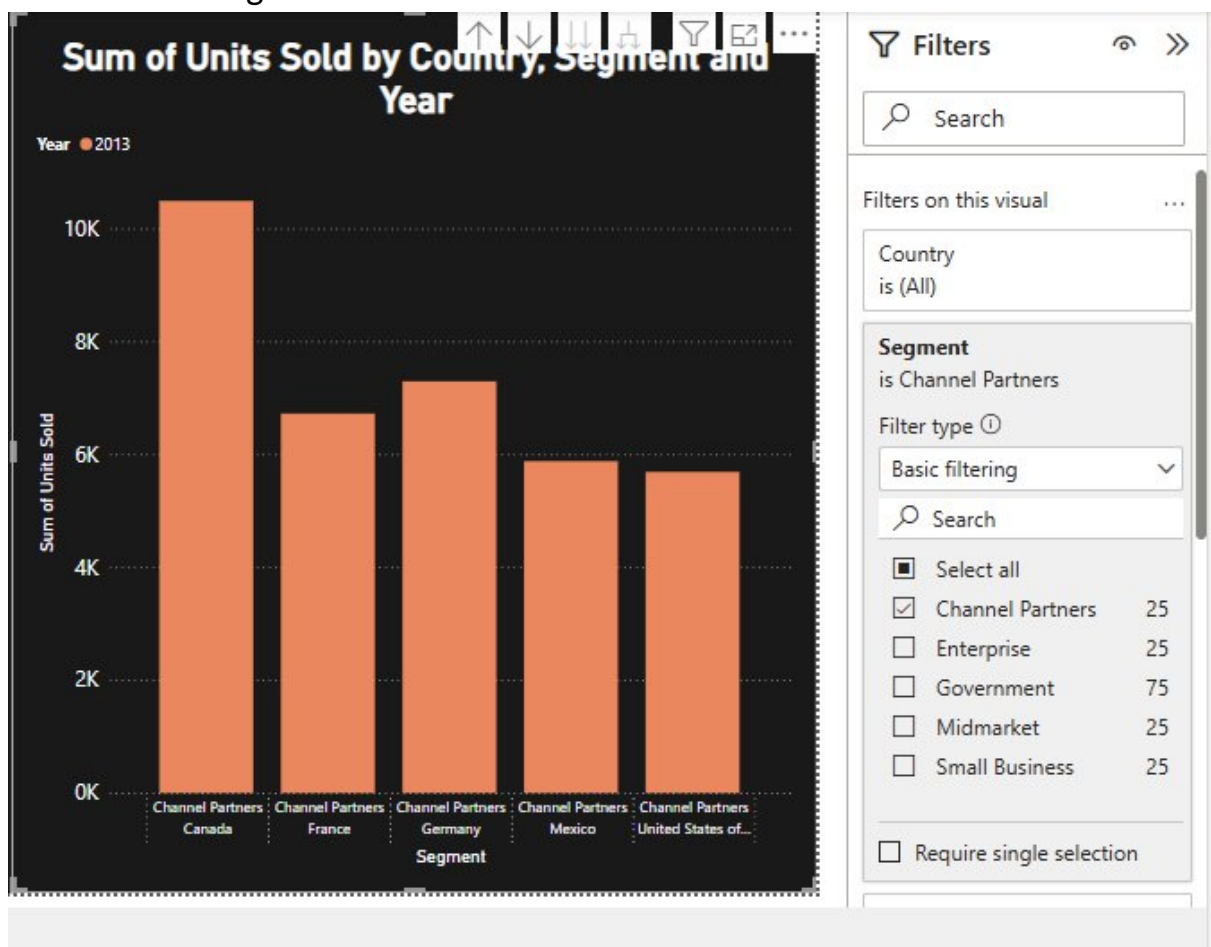 Sum of Units Sold by Country, Segment and
Year
Year 2013
10K
8K
6K
4K
2K
0K
Sum of Units Sold
Channel Partners Channel Partners Channel Partners Channel Partners Channel Partners
Canada France Germany Mexico United States of...
Segment
Filters
Search
Filters on this visual
Country
is (All)
Segment
is Channel Partners
Filter type
Basic filtering
Search
Select all
Channel Partners 25
Enterprise 25
Government 75
Midmarket 25
Small Business 25
Require single selection